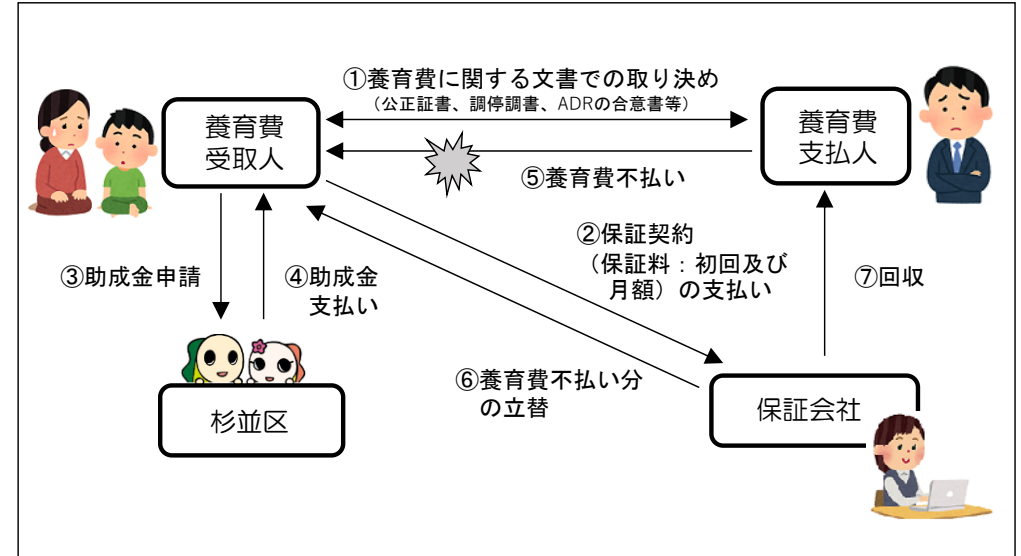 ①養育費に関する文書での取り決め
（公正証書、調停調書、ADRの合意書等）
養育費
受取人
養育費
支払人
⑤養育費不払い
②保証契約
（保証料：初回及び
月額）の支払い
③助成金申請
④助成金
支払い
⑦回収
⑥養育費不払い分
の立替
杉並区
保証会社